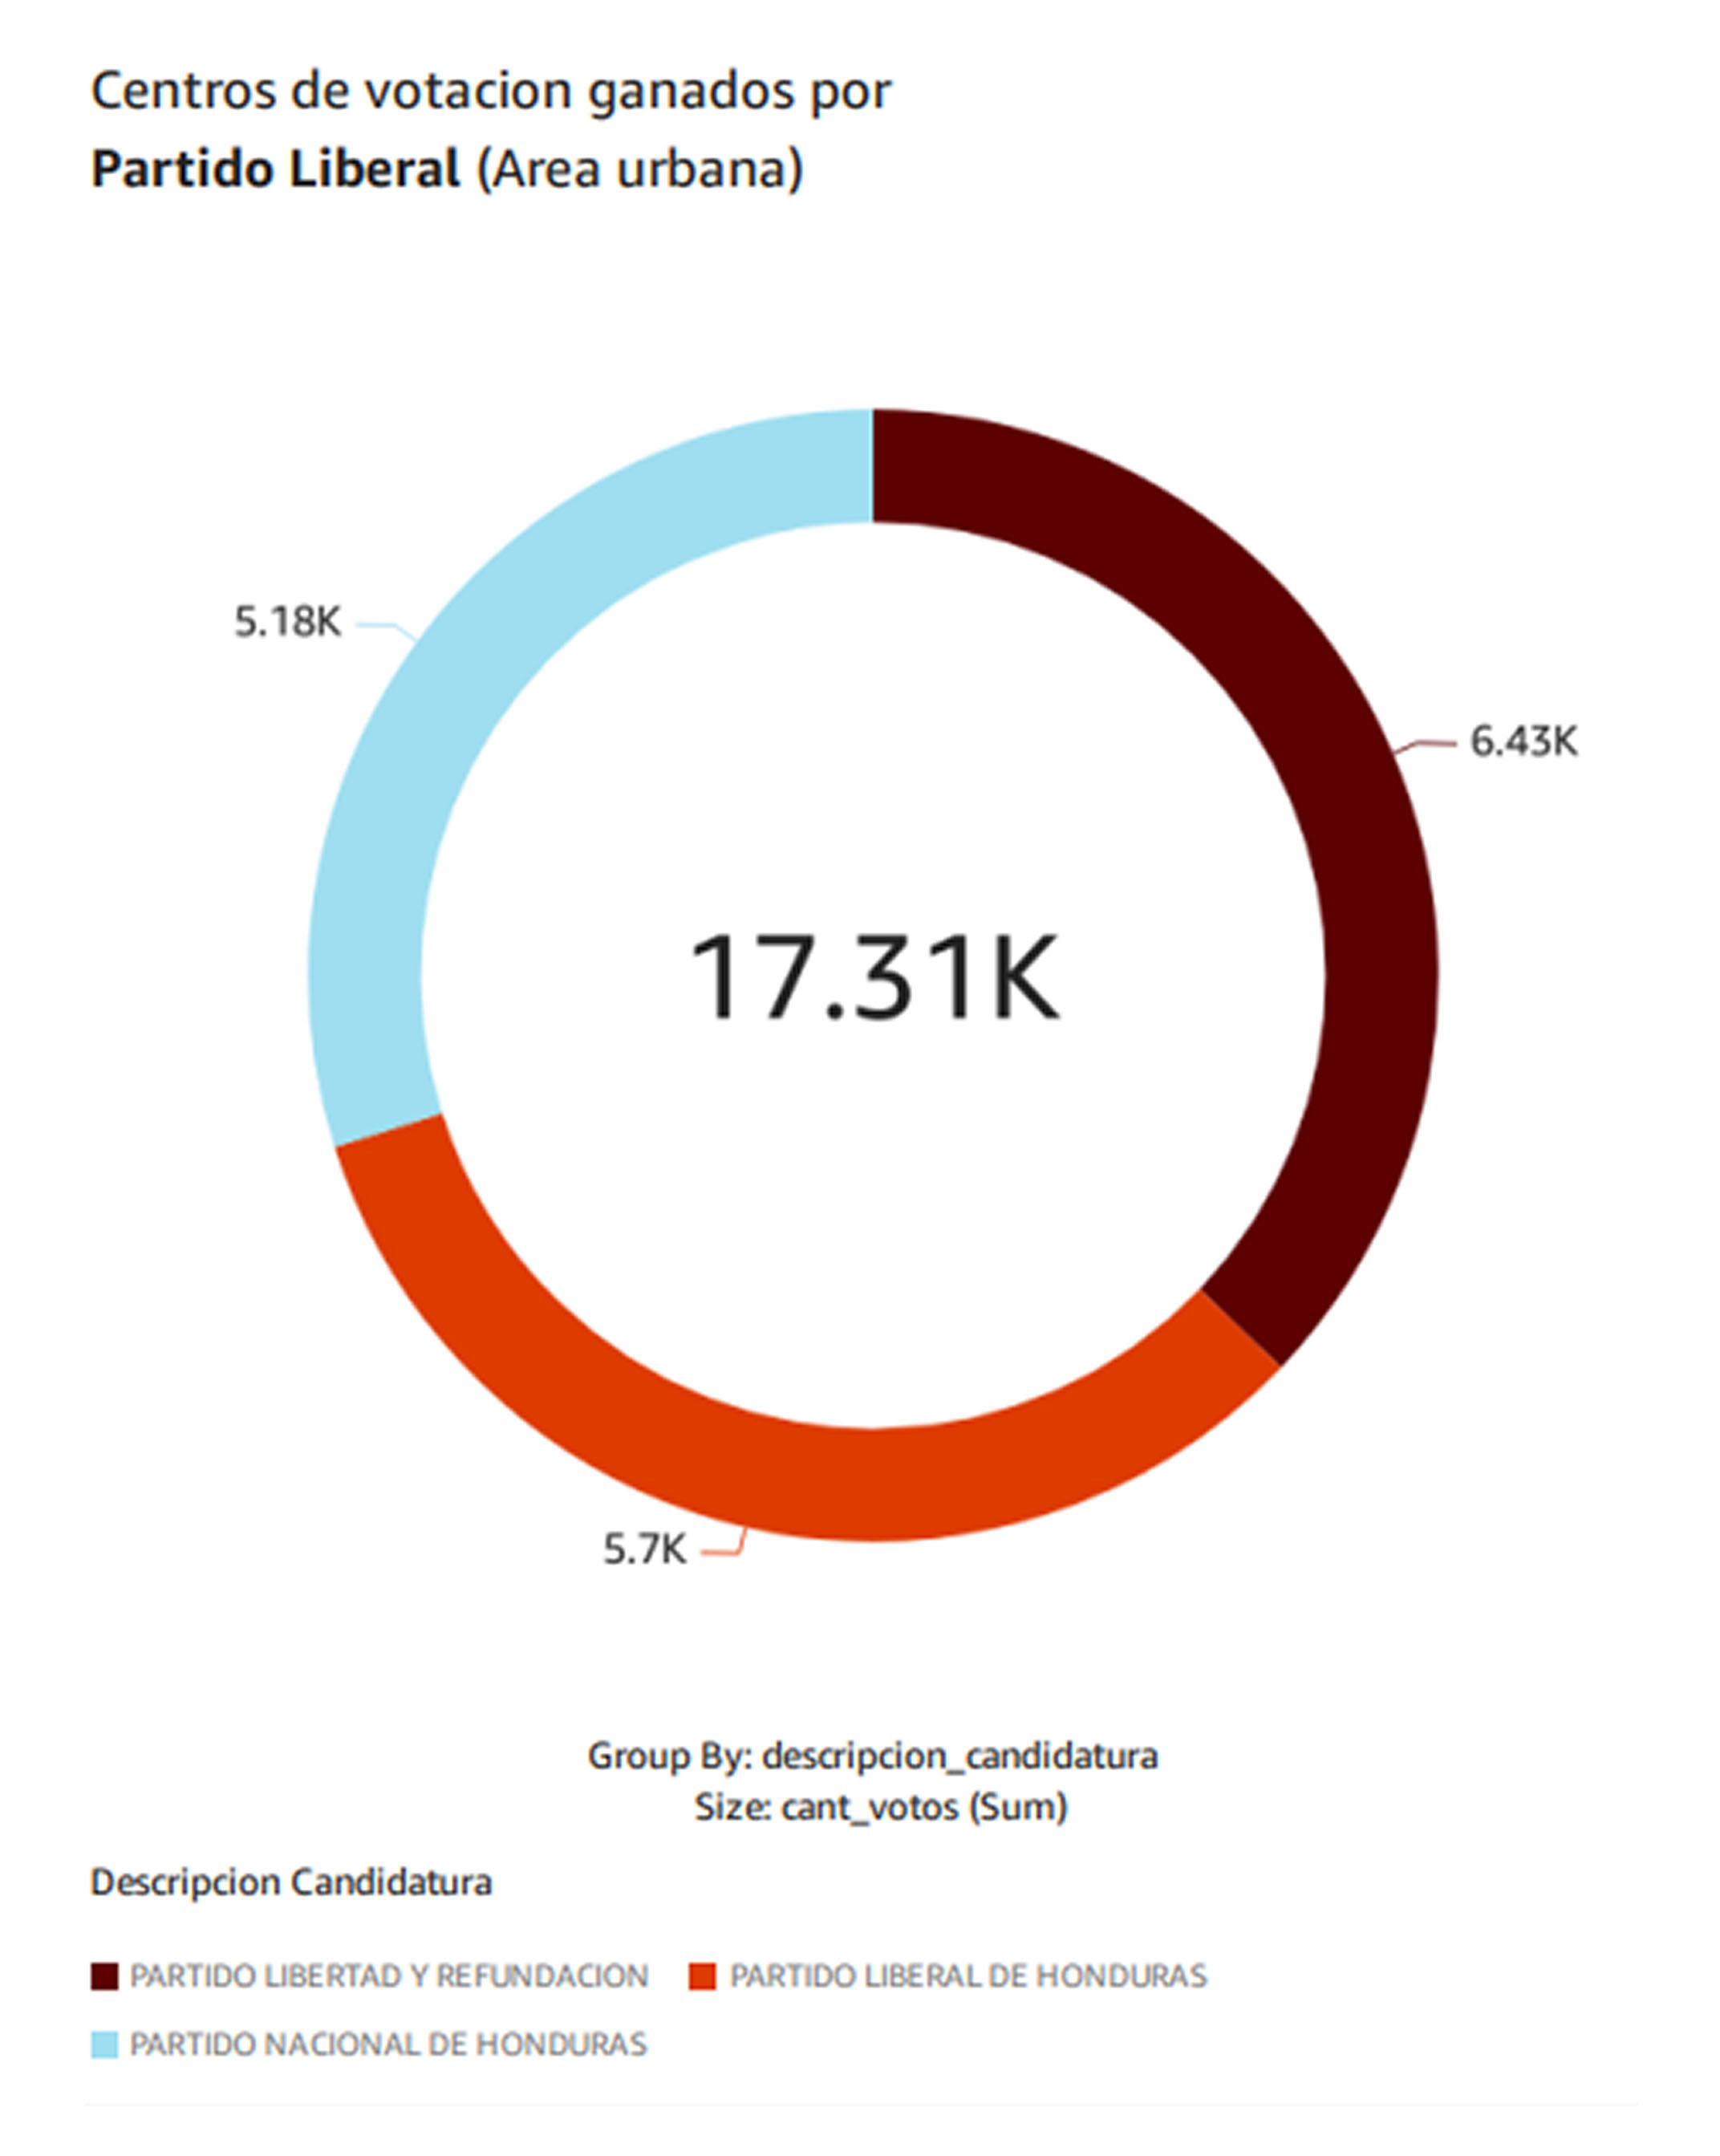 Centros de votacion ganados por
Partido Liberal (Area urbana)
5.18K
6.43K
17.31K
5.7K
Group By: descripcion_candidatura
Size: cant_votos (Sum)
Descripcion Candidatura
PARTIDO LIBERTAD Y REFUNDACION PARTIDO LIBERAL DE HONDURAS
PARTIDO NACIONAL DE HONDURAS